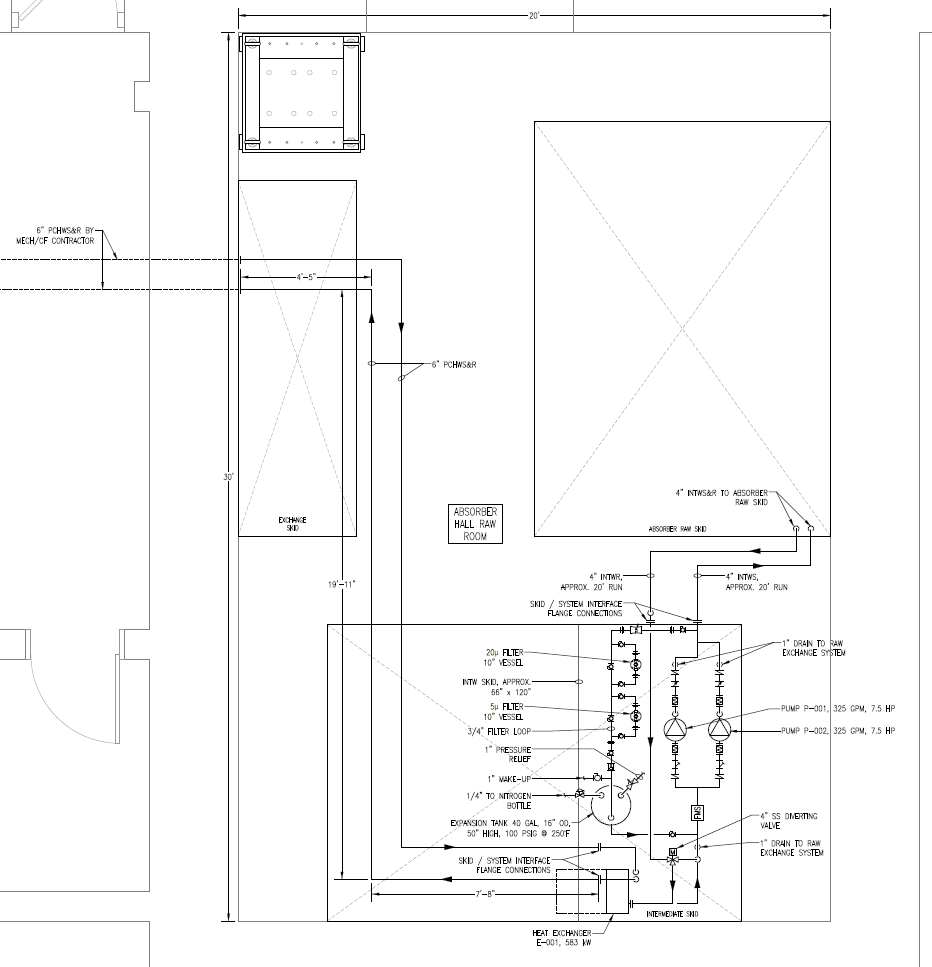 20'
6" PCHWS&R BY
MECH/CF CONTRACTOR
4'-5"
6" PCHWS&R
30'
4" INTWS&R TO ABSORBER
RAW SKID
EXCHANGE
SKID
ABSORBER
HALL RAW
ROOM
ABSORBER RAW SKID
19'-11"
4" INTWR,
APPROX. 20' RUN
4" INTWS,
APPROX. 20' RUN
SKID / SYSTEM INTERFACE
FLANGE CONNECTIONS
20µ FILTER
10" VESSEL
1" DRAIN TO RAW
EXCHANGE SYSTEM
INTW SKID, APPROX.
66" x 120"
5µ FILTER
10" VESSEL
PUMP P-001, 325 GPM, 7.5 HP
3/4" FILTER LOOP
PUMP P-002, 325 GPM, 7.5 HP
1" PRESSURE
RELIEF
1" MAKE-UP
1/4" TO NITROGEN
BOTTLE
FMS
EXPANSION TANK 40 GAL, 16" OD,
50" HIGH, 100 PSIG @ 250°F
4" SS DIVERTING
VALVE
M
1" DRAIN TO RAW
EXCHANGE SYSTEM
SKID / SYSTEM INTERFACE
FLANGE CONNECTIONS
7'-8"
INTERMEDIATE SKID
HEAT EXCHANGER
E-001, 583 kW